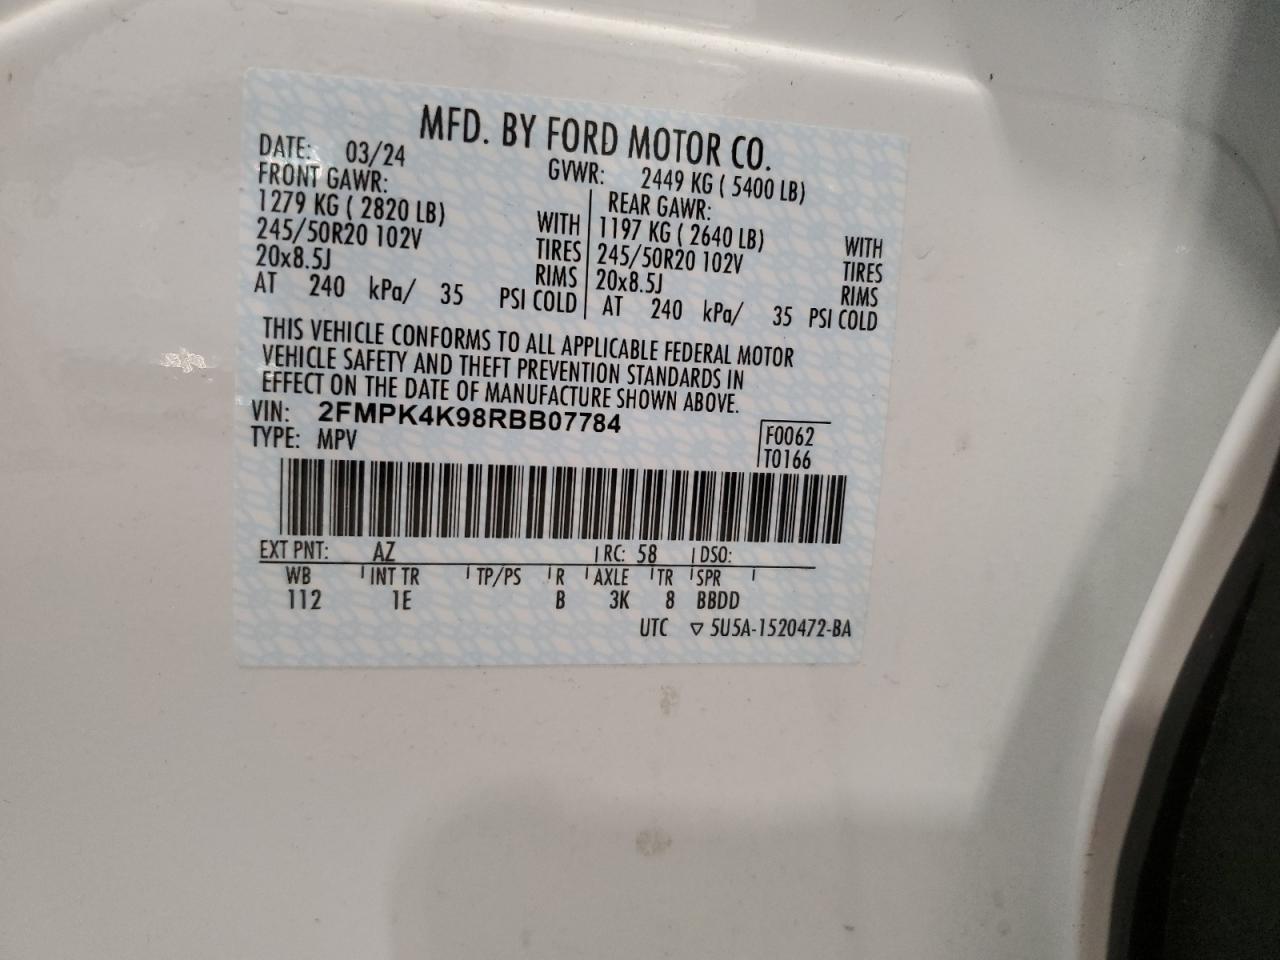 MFD. BY FORD MOTOR CO.
DATE: 03/24 GVWR: 2449 KG ( 5400 LB)
FRONT GAWR: REAR GAWR:
1279 KG ( 2820 LB) WITH 1197 KG ( 2640 LB) WITH
245/50R20 102V TIRES 245/50R20 102V TIRES
20x8.5J RIMS 20x8.5J RIMS
AT 240 kPa/ 35 PSI COLD AT 240 kPa/ 35 PSI COLD
THIS VEHICLE CONFORMS TO ALL APPLICABLE FEDERAL MOTOR
VEHICLE SAFETY AND THEFT PREVENTION STANDARDS IN
EFFECT ON THE DATE OF MANUFACTURE SHOWN ABOVE.
VIN: 2FMPK4K98RBB07784 F0062
TYPE: MPV T0166
EXT PNT: AZ RC: 58 DSO:
WB INT TR TP/PS R AXLE TR SPR
112 1E B 3K 8 BBDD
UTC ▽ 5U5A-1520472-BA